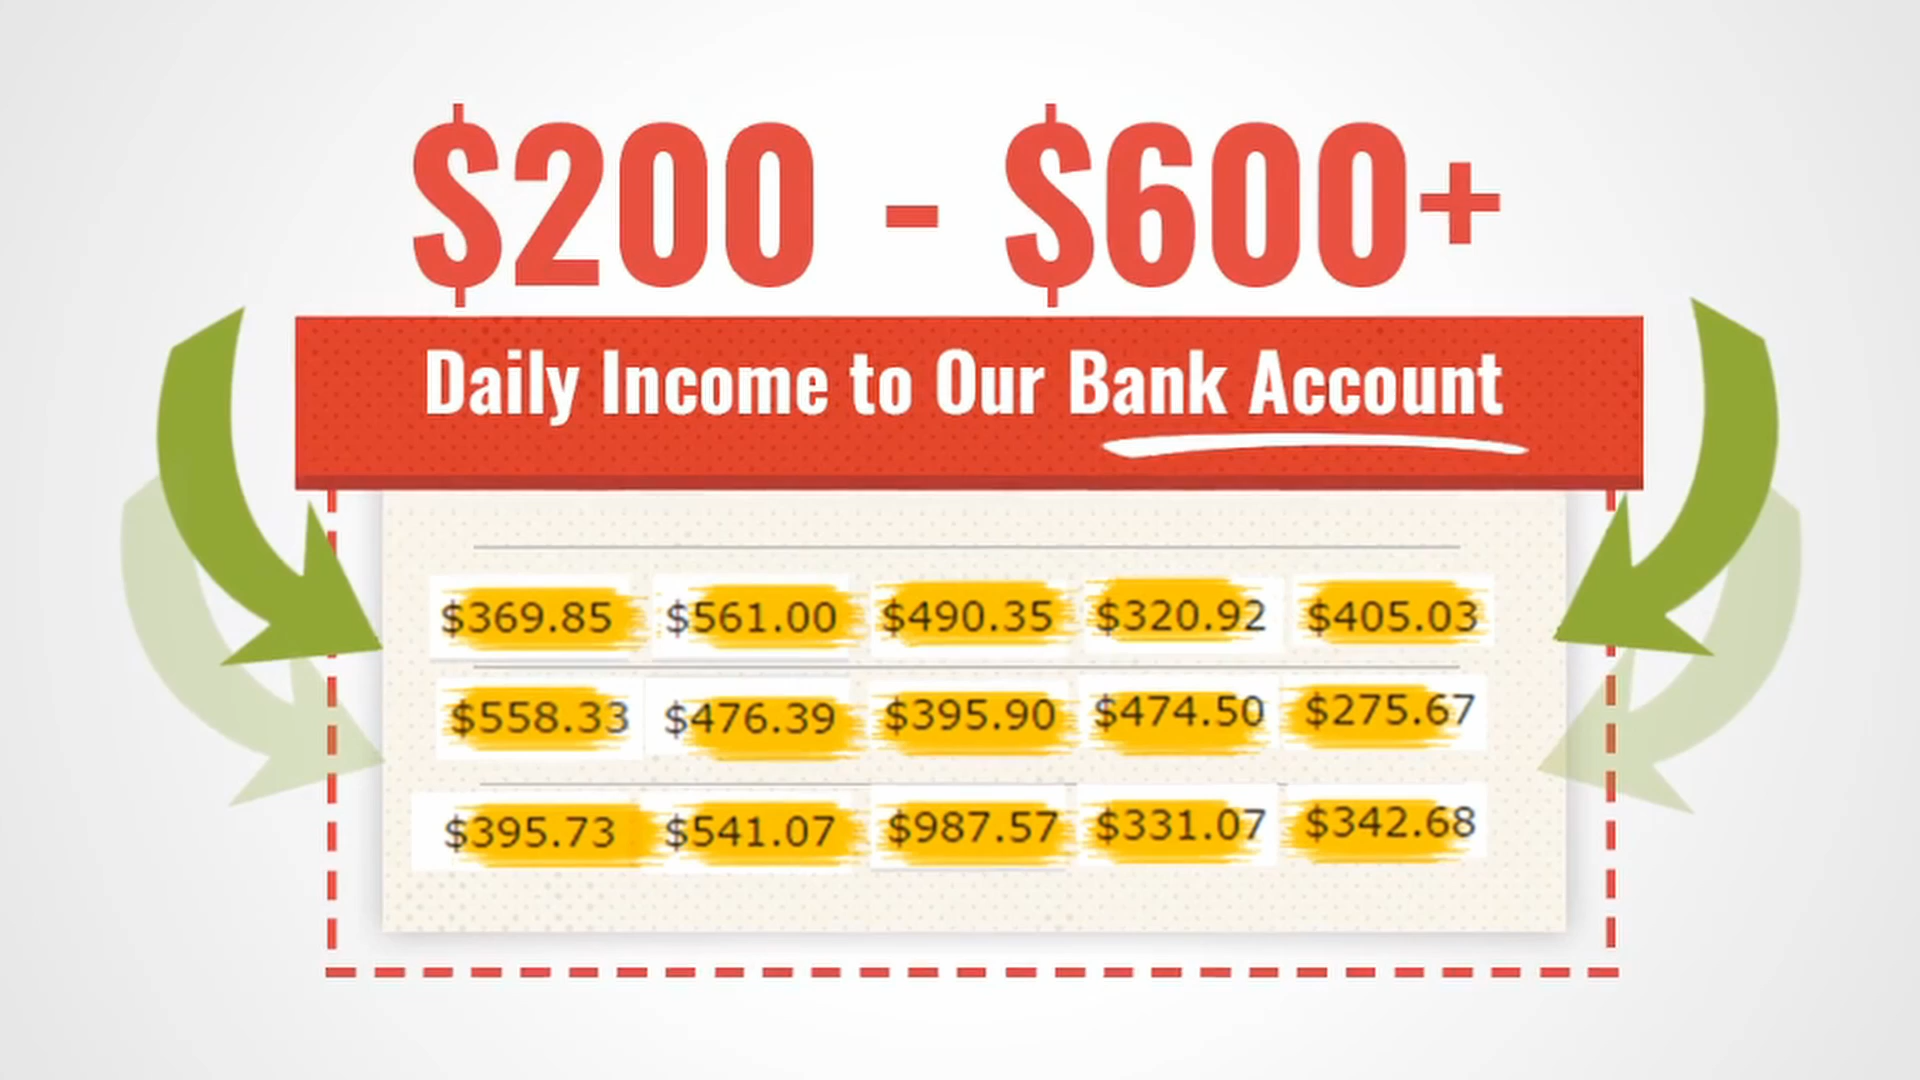 $200 - $600+
Daily Income to Our Bank Account
$369.85 $561.00 $490.35 $320.92 $405.03
$558.33 $476.39 $395.90 $474.50 $275.67
$395.73 $541.07 $987.57 $331.07 $342.68